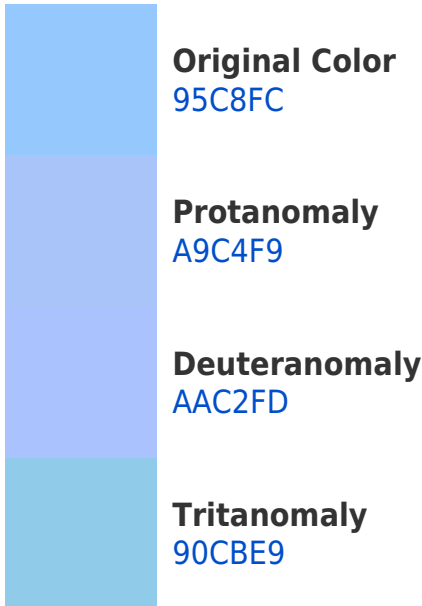 Original Color
95C8FC
Protanomaly
A9C4F9
Deuteranomaly
AAC2FD
Tritanomaly
90CBE9